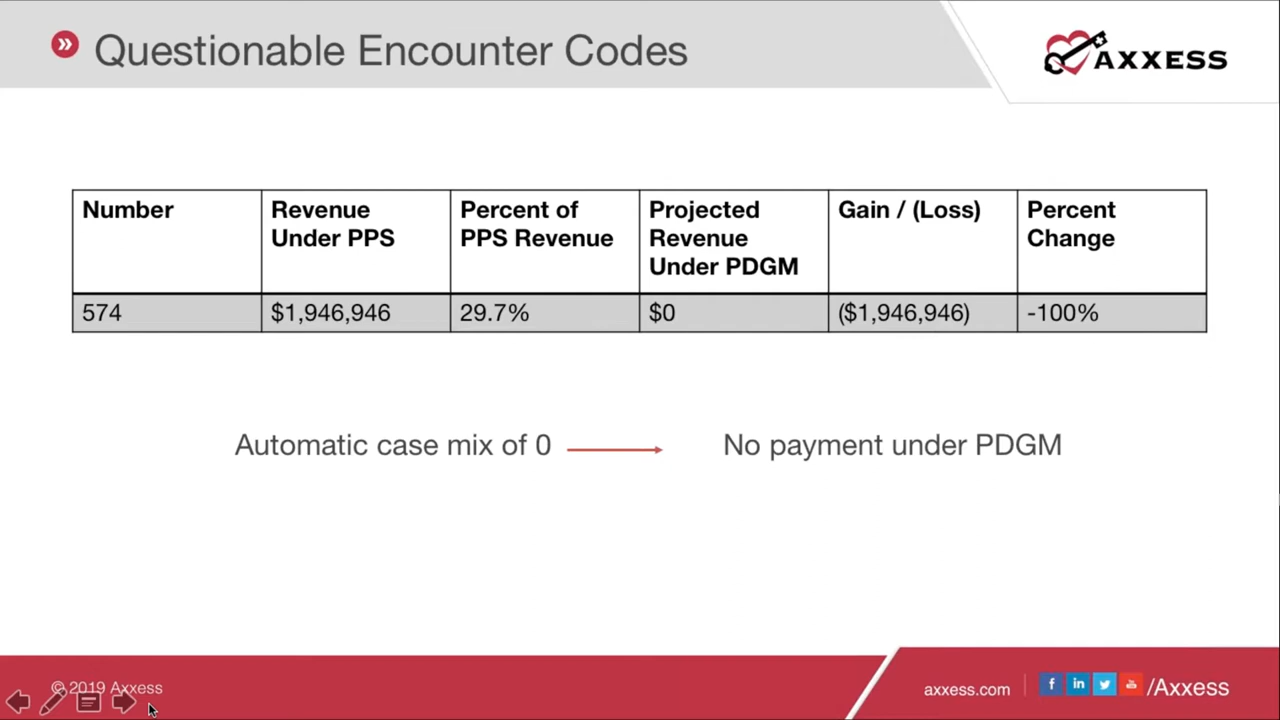 Questionable Encounter Codes
AXXESS
Number
Revenue
Under PPS
Percent of
PPS Revenue
Projected
Revenue
Under PDGM
Gain / (Loss)
Percent
Change
574
$1,946,946
29.7%
$0
($1,946,946)
-100%
Automatic case mix of 0
No payment under PDGM
© 2019 Axxess
axxess.com
/Axxess